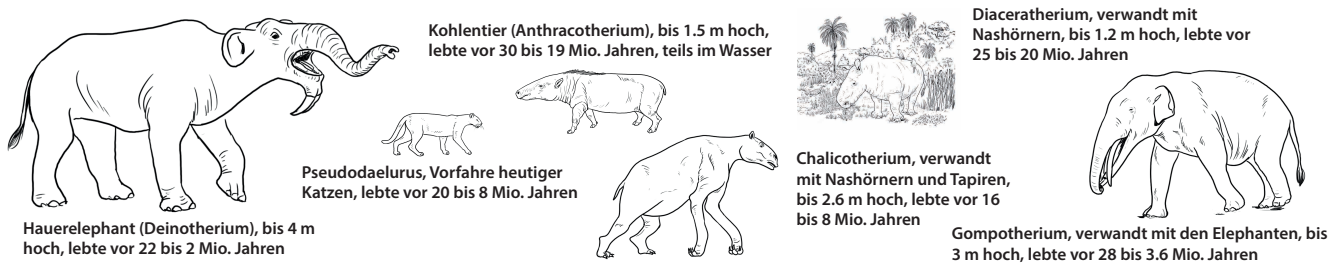 Kohlentier (Anthracotherium), bis 1.5 m hoch,
lebte vor 30 bis 19 Mio. Jahren, teils im Wasser
Diaceratherium, verwandt mit
Nashörnern, bis 1.2 m hoch, lebte vor
25 bis 20 Mio. Jahren
Pseudodaelurus, Vorfahre heutiger
Katzen, lebte vor 20 bis 8 Mio. Jahren
Chalicotherium, verwandt
mit Nashörnern und Tapiren,
bis 2.6 m hoch, lebte vor 16
bis 8 Mio. Jahren
Hauerelephant (Deinotherium), bis 4 m
hoch, lebte vor 22 bis 2 Mio. Jahren
Gompotherium, verwandt mit den Elephanten, bis
3 m hoch, lebte vor 28 bis 3.6 Mio. Jahren